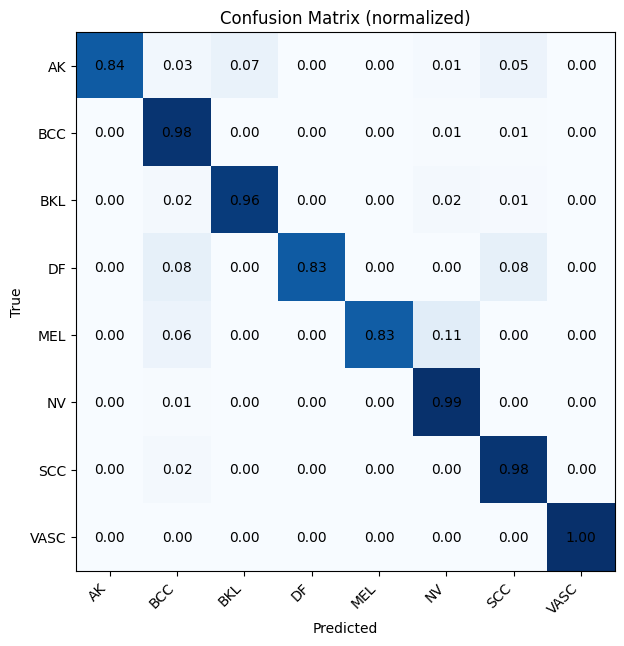 Confusion Matrix (normalized)
True
AK 0.84 0.03 0.07 0.00 0.00 0.01 0.05 0.00
BCC 0.00 0.98 0.00 0.00 0.00 0.01 0.01 0.00
BKL 0.00 0.02 0.96 0.00 0.00 0.02 0.01 0.00
DF 0.00 0.08 0.00 0.83 0.00 0.00 0.08 0.00
MEL 0.00 0.06 0.00 0.00 0.83 0.11 0.00 0.00
NV 0.00 0.01 0.00 0.00 0.00 0.99 0.00 0.00
SCC 0.00 0.02 0.00 0.00 0.00 0.00 0.98 0.00
VASC 0.00 0.00 0.00 0.00 0.00 0.00 0.00 1.00
AK BCC BKL DF MEL NV SCC VASC
Predicted